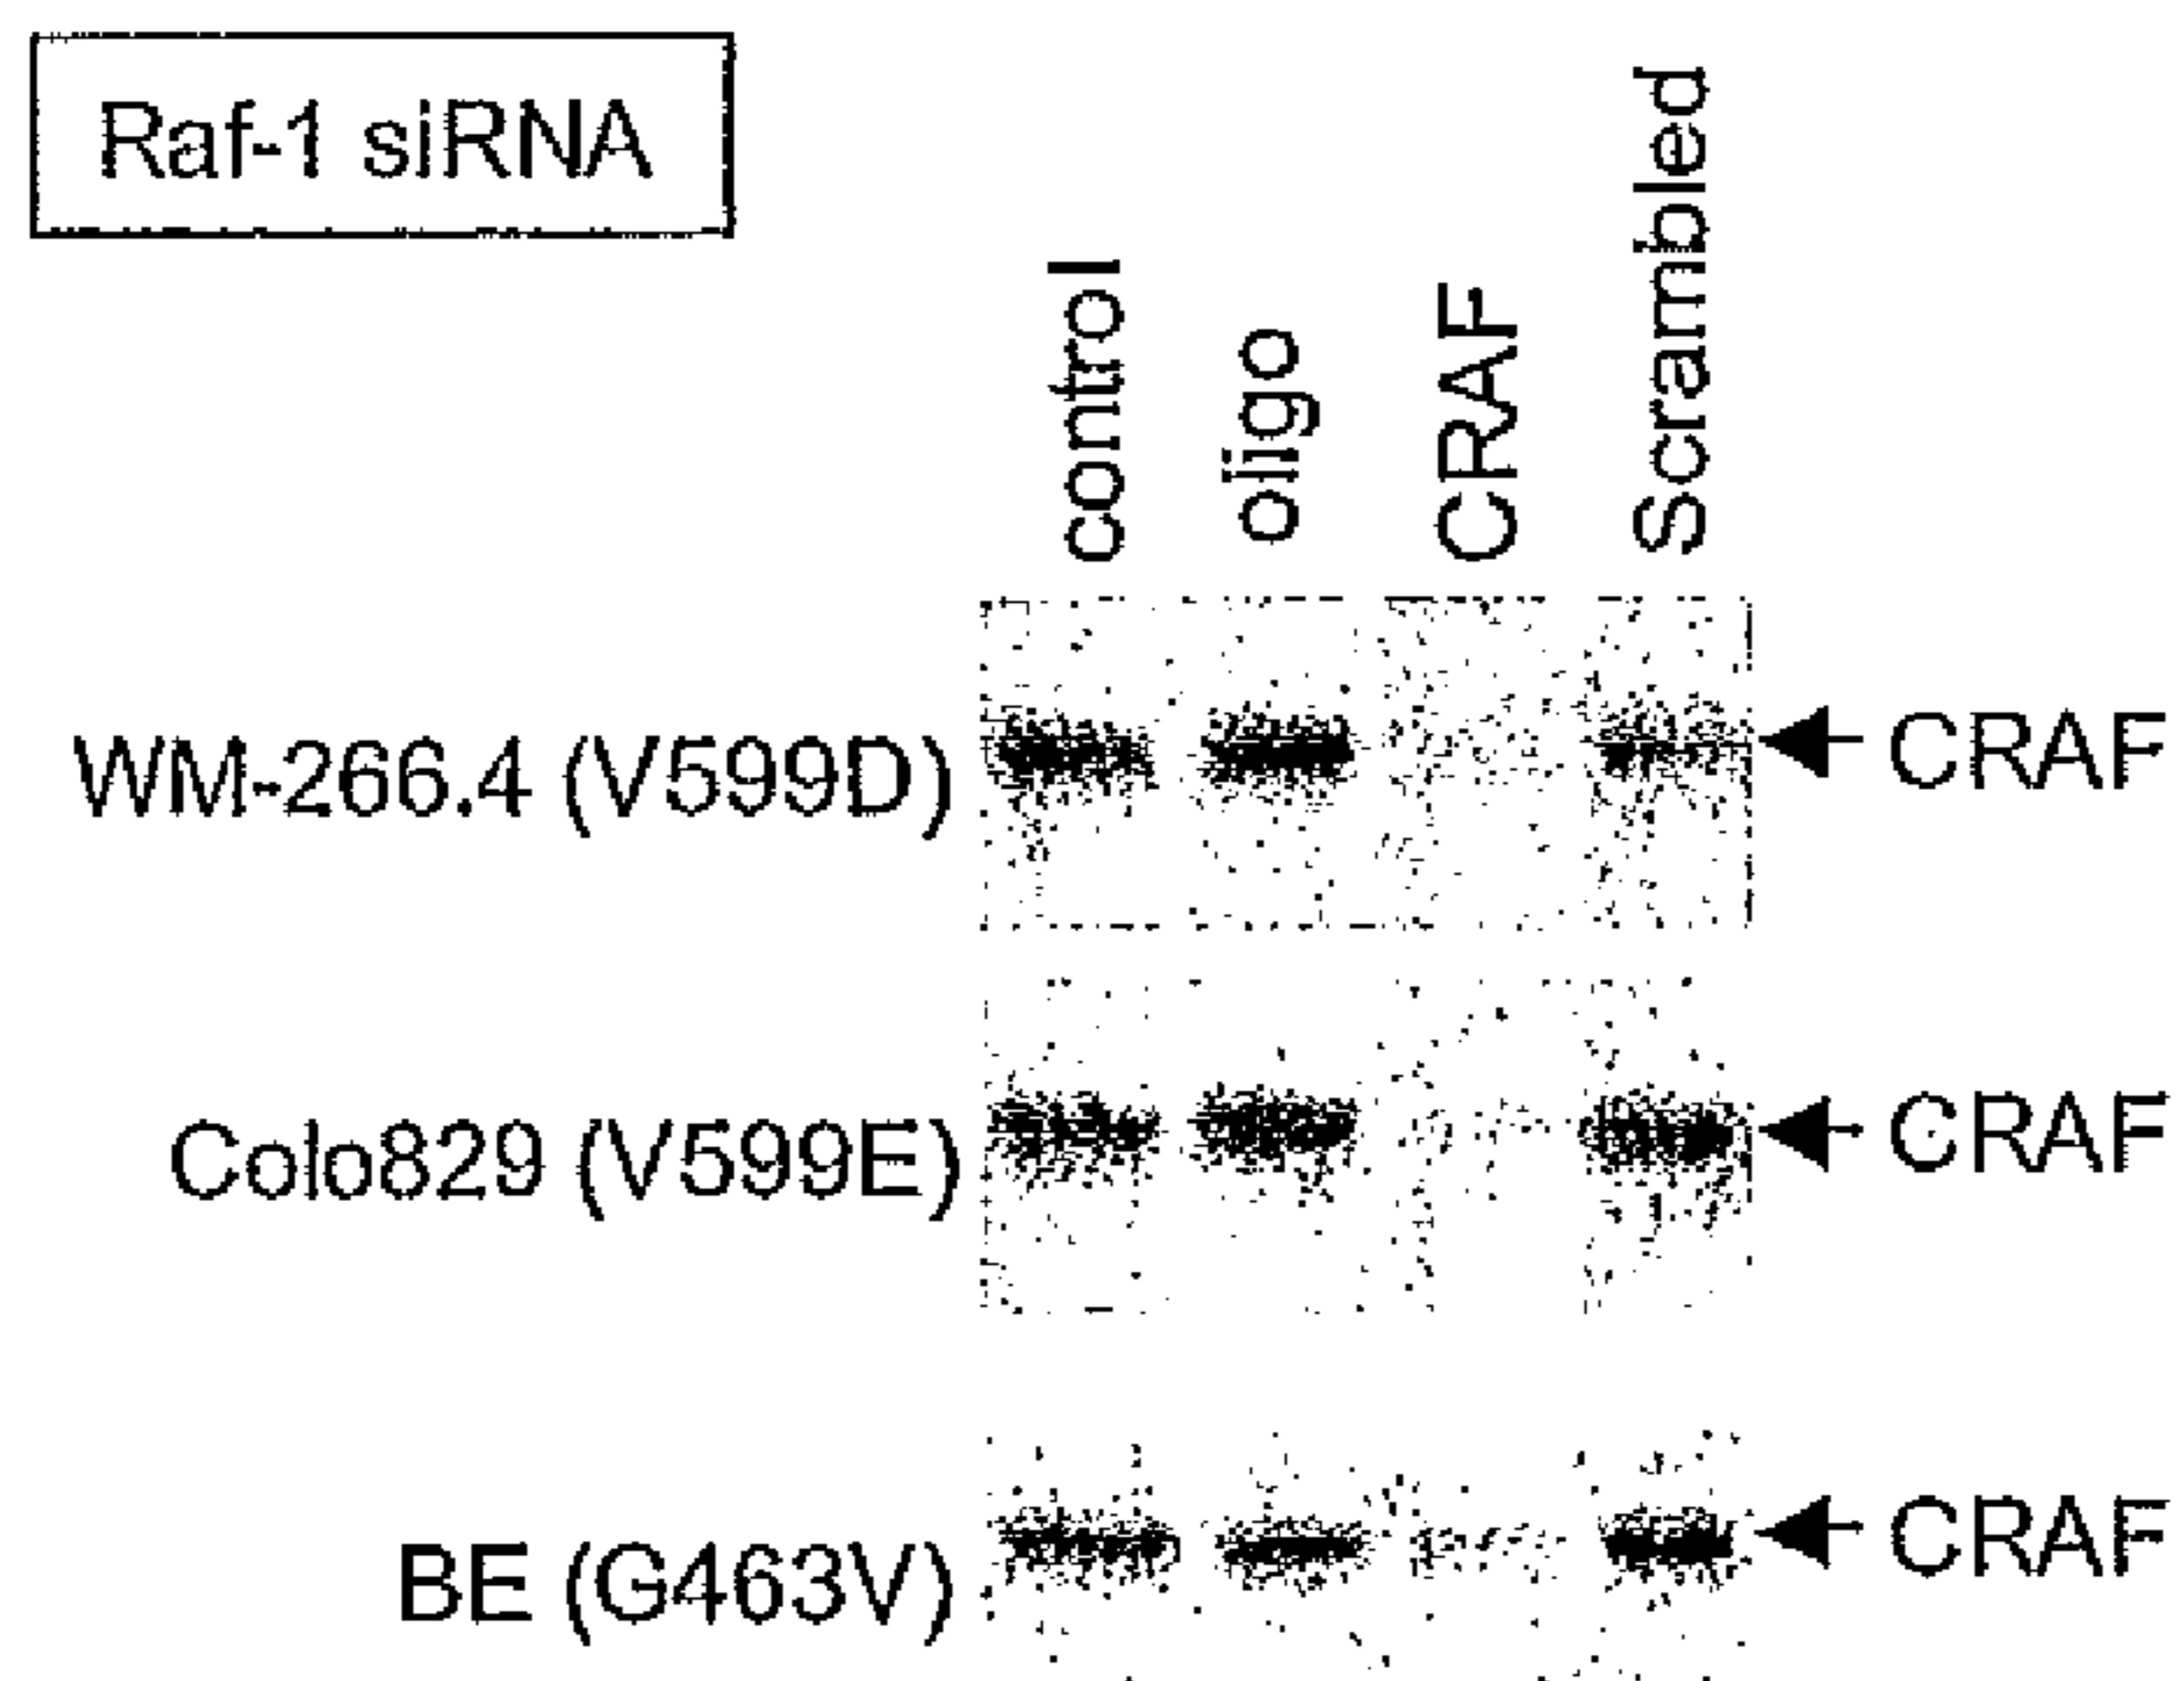 Raf-1 siRNA
control
oligo
CRAF
Scrambled
WM-266.4 (V599D)
CRAF
Colo829 (V599E)
CRAF
BE (G463V)
CRAF